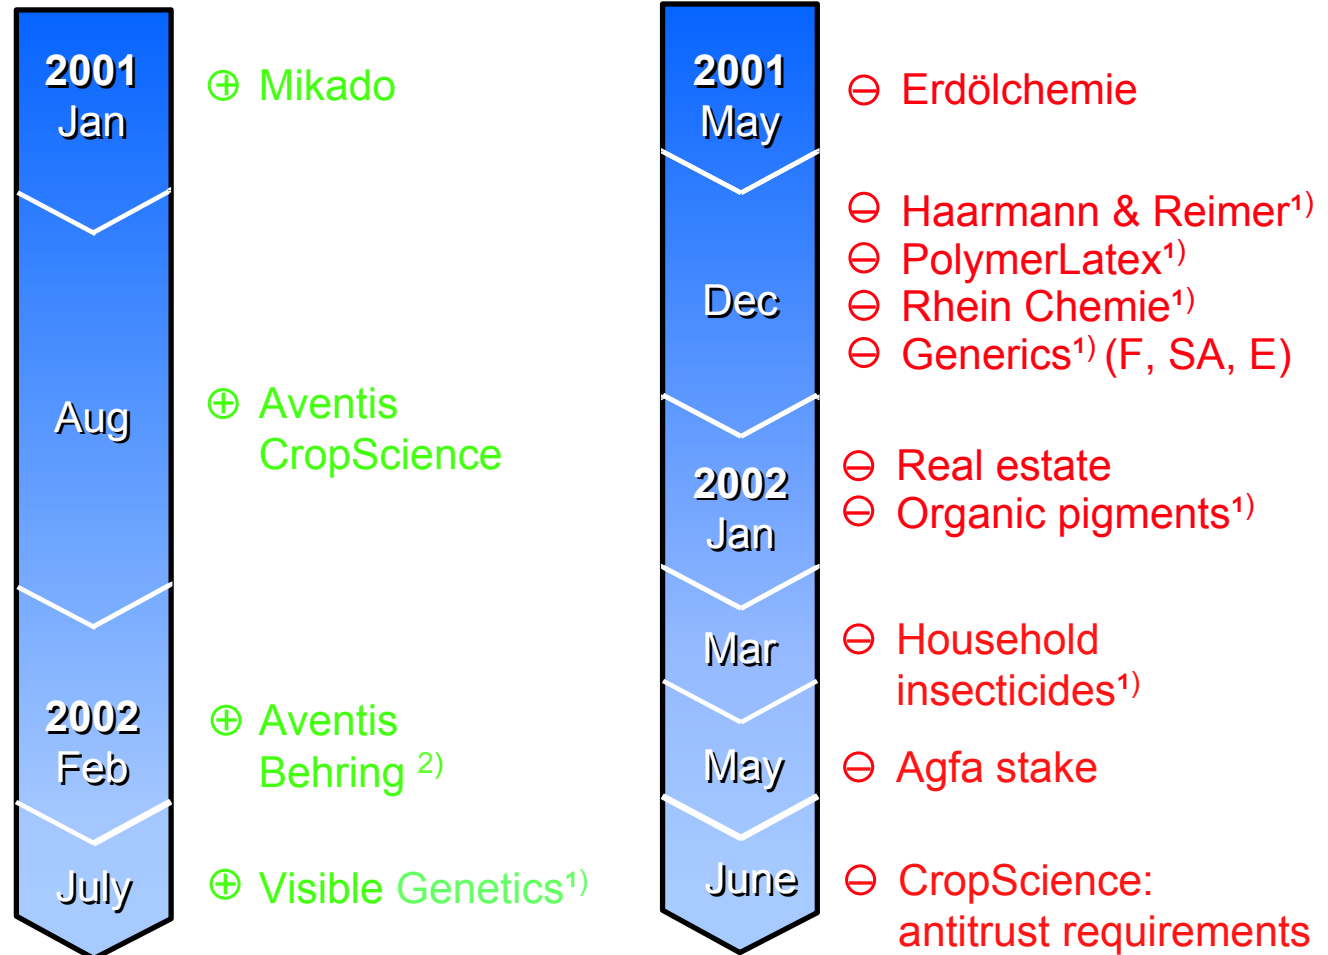 2001
Jan
⊕ Mikado
Aug
⊕ Aventis
CropScience
2002
Feb
⊕ Aventis
Behring ²⁾
July
⊕ Visible Genetics¹⁾
2001
May
⊖ Erdölchemie
Dec
⊖ Haarmann & Reimer¹⁾
⊖ PolymerLatex¹⁾
⊖ Rhein Chemie¹⁾
⊖ Generics¹⁾ (F, SA, E)
2002
Jan
⊖ Real estate
⊖ Organic pigments¹⁾
Mar
⊖ Household
insecticides¹⁾
May
⊖ Agfa stake
June
⊖ CropScience:
antitrust requirements